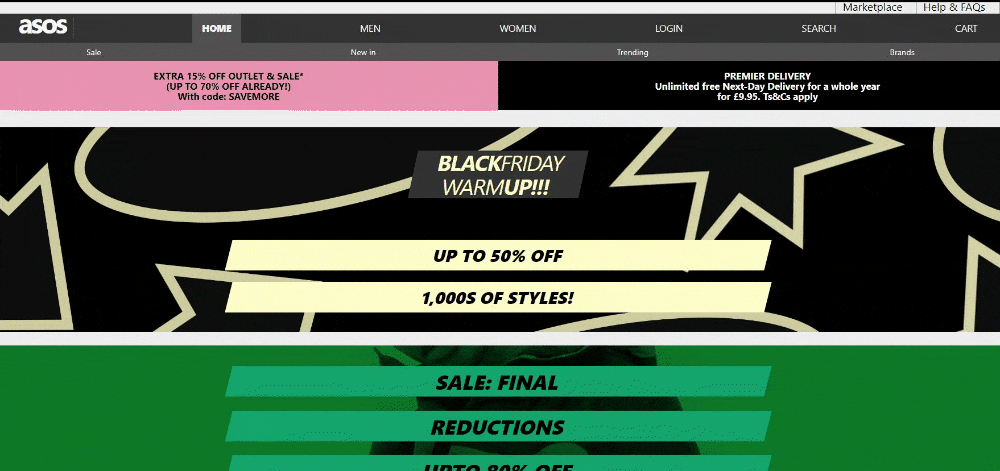 Marketplace Help & FAQs
asos HOME MEN WOMEN LOGIN SEARCH CART
Sale New in Trending Brands
EXTRA 15% OFF OUTLET & SALE*
(UP TO 70% OFF ALREADY!)
With code: SAVEMORE
PREMIER DELIVERY
Unlimited free Next-Day Delivery for a whole year
for £9.95. Ts&Cs apply
BLACKFRIDAY
WARMUP!!!
UP TO 50% OFF
1,000S OF STYLES!
SALE: FINAL
REDUCTIONS
UPTO 80% OFF